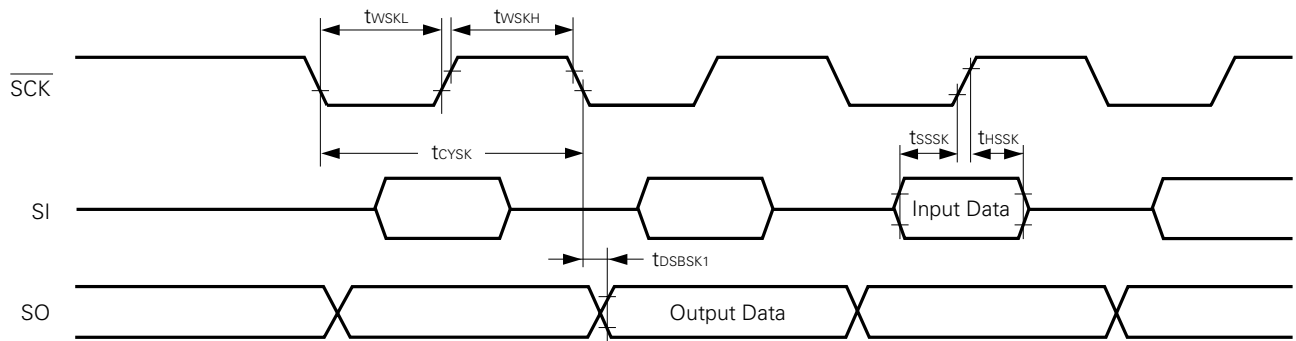 tWSKL tWSKH
SCK
tSSSK tHSSK
tCYSK
SI Input Data
tDSBSK1
SO Output Data